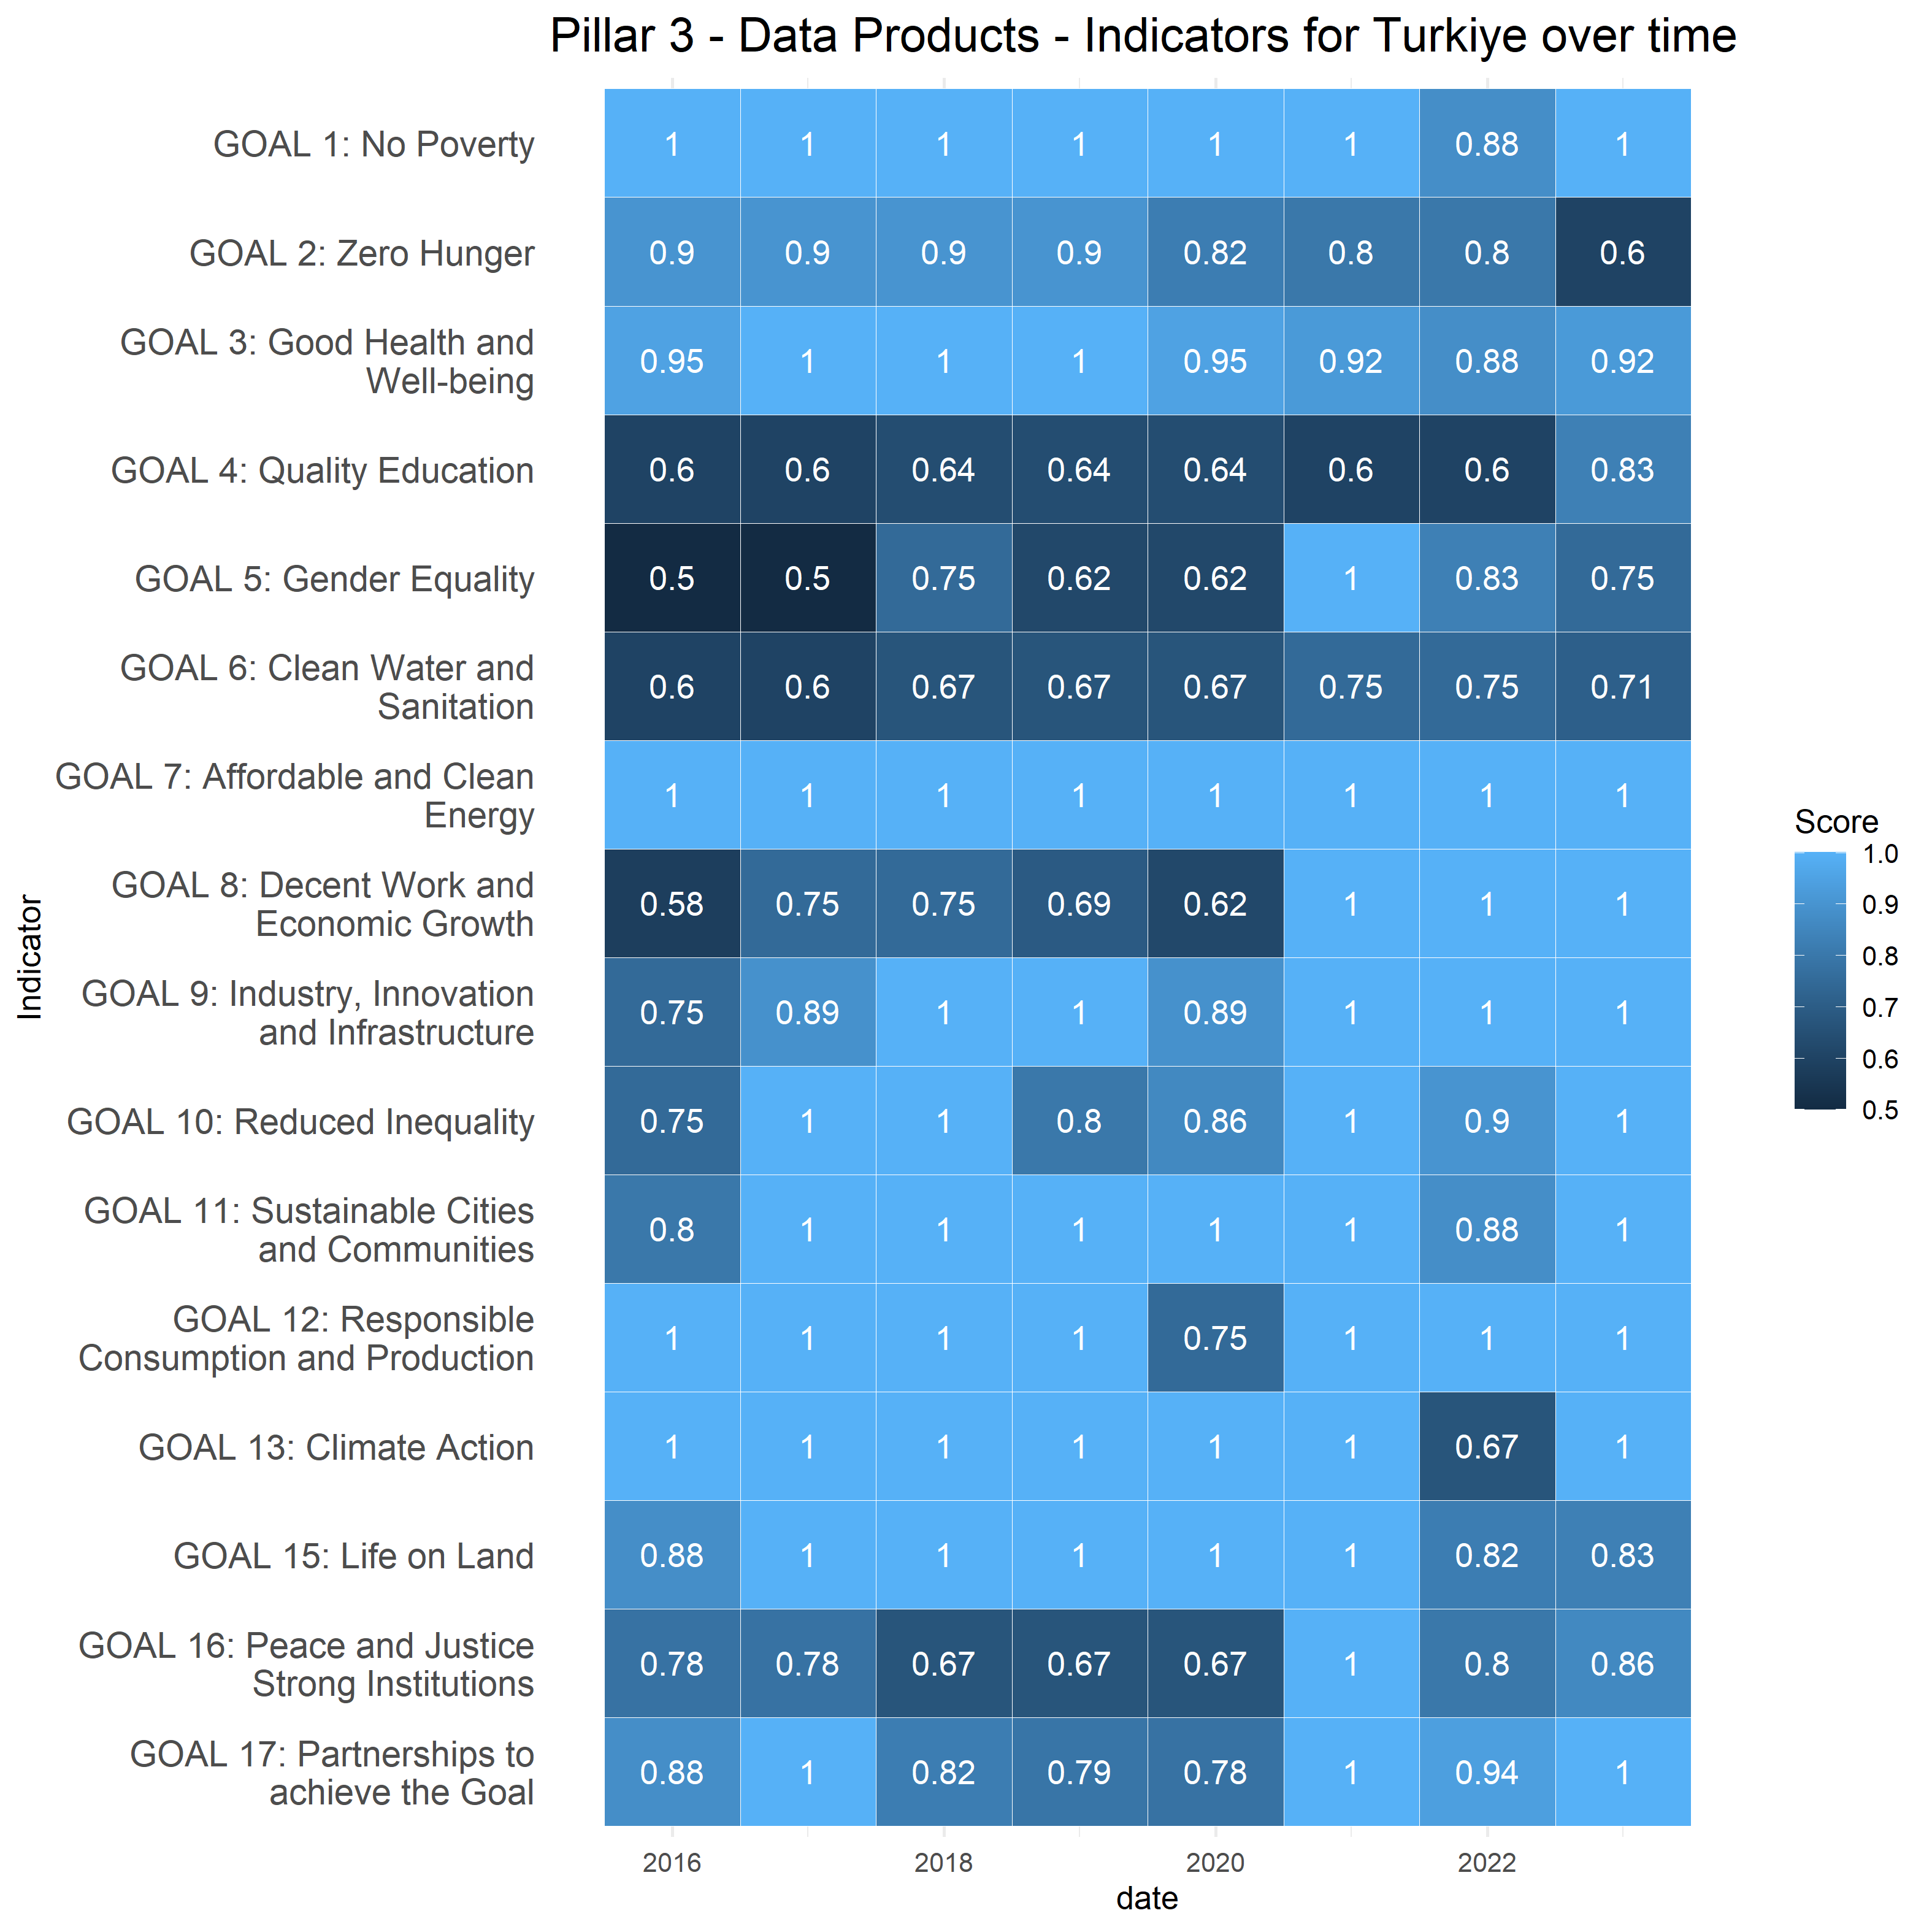 Pillar 3 - Data Products - Indicators for Turkiye over time
GOAL 1: No Poverty
1 1 1 1 1 1 0.88 1
GOAL 2: Zero Hunger
0.9 0.9 0.9 0.9 0.82 0.8 0.8 0.6
GOAL 3: Good Health and
Well-being
0.95 1 1 1 0.95 0.92 0.88 0.92
GOAL 4: Quality Education
0.6 0.6 0.64 0.64 0.64 0.6 0.6 0.83
GOAL 5: Gender Equality
0.5 0.5 0.75 0.62 0.62 1 0.83 0.75
GOAL 6: Clean Water and
Sanitation
0.6 0.6 0.67 0.67 0.67 0.75 0.75 0.71
GOAL 7: Affordable and Clean
Energy
1 1 1 1 1 1 1 1
GOAL 8: Decent Work and
Economic Growth
0.58 0.75 0.75 0.69 0.62 1 1 1
GOAL 9: Industry, Innovation
and Infrastructure
0.75 0.89 1 1 0.89 1 1 1
GOAL 10: Reduced Inequality
0.75 1 1 0.8 0.86 1 0.9 1
GOAL 11: Sustainable Cities
and Communities
0.8 1 1 1 1 1 0.88 1
GOAL 12: Responsible
Consumption and Production
1 1 1 1 0.75 1 1 1
GOAL 13: Climate Action
1 1 1 1 1 1 0.67 1
GOAL 15: Life on Land
0.88 1 1 1 1 1 0.82 0.83
GOAL 16: Peace and Justice
Strong Institutions
0.78 0.78 0.67 0.67 0.67 1 0.8 0.86
GOAL 17: Partnerships to
achieve the Goal
0.88 1 0.82 0.79 0.78 1 0.94 1
2016 2018 2020 2022
date
Indicator
Score
1.0
0.9
0.8
0.7
0.6
0.5